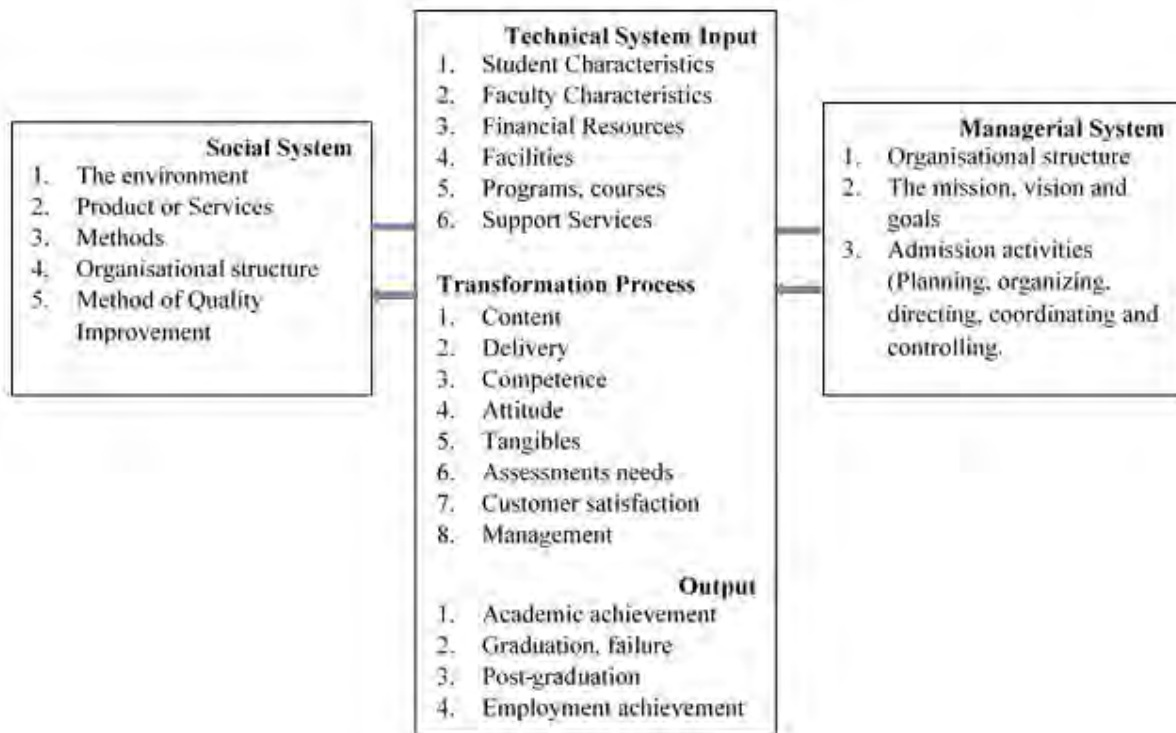 Social System
1. The environment
2. Product or Services
3. Methods
4. Organisational structure
5. Method of Quality
Improvement
Technical System Input
1. Student Characteristics
2. Faculty Characteristics
3. Financial Resources
4. Facilities
5. Programs, courses
6. Support Services
Transformation Process
1. Content
2. Delivery
3. Competence
4. Attitude
5. Tangibles
6. Assessments needs
7. Customer satisfaction
8. Management
Output
1. Academic achievement
2. Graduation, failure
3. Post-graduation
4. Employment achievement
Managerial System
1. Organisational structure
2. The mission, vision and
goals
3. Admission activities
(Planning, organizing,
directing, coordinating and
controlling.